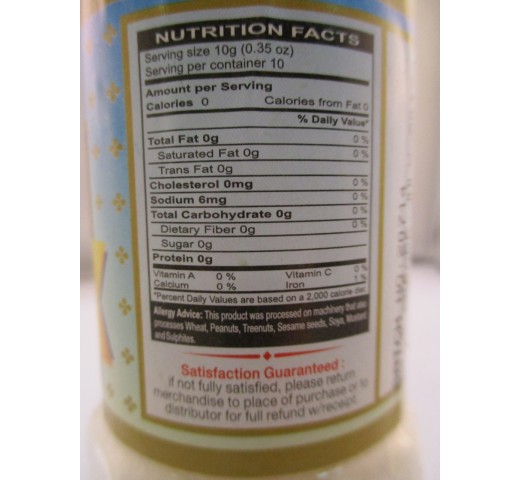 NUTRITION FACTS
Serving size 10g (0.35 oz)
Serving per container 10
Amount per Serving
Calories 0 Calories from Fat 0
% Daily Value*
Total Fat 0g 0 %
Saturated Fat 0g 0 %
Trans Fat 0g
Cholesterol 0mg 0 %
Sodium 6mg 0 %
Total Carbohydrate 0g 0 %
Dietary Fiber 0g 0 %
Sugar 0g
Protein 0g
Vitamin A 0 % Vitamin C 0 %
Calcium 0 % Iron 1 %
*Percent Daily Values are based on a 2,000 calorie diet.
Allergy Advice: This product was processed on machinery that also
processes Wheat, Peanuts, Treenuts, Sesame seeds, Soya, Mustard
and Sulphites.
Satisfaction Guaranteed :
if not fully satisfied, please return
merchandise to place of purchase or to
distributor for full refund w/receipt.